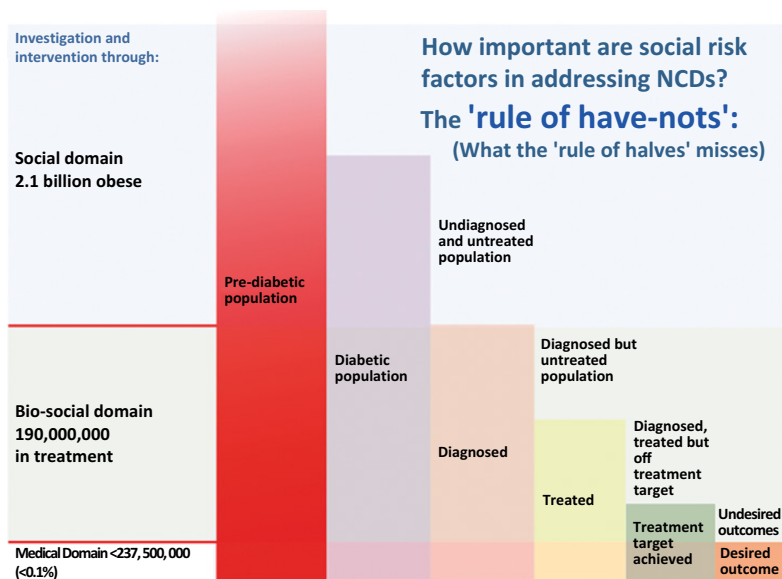 Investigation and
intervention through:
How important are social risk
factors in addressing NCDs?
The 'rule of have-nots':
(What the 'rule of halves' misses)
Social domain
2.1 billion obese
Undiagnosed
and untreated
population
Pre-diabetic
population
Diabetic
population
Diagnosed but
untreated
population
Bio-social domain
190,000,000
in treatment
Diagnosed
Treated
Diagnosed,
treated but
off
treatment
target
Undesired
outcomes
Treatment
target
achieved
Desired
outcome
Medical Domain <237, 500, 000
(<0.1%)